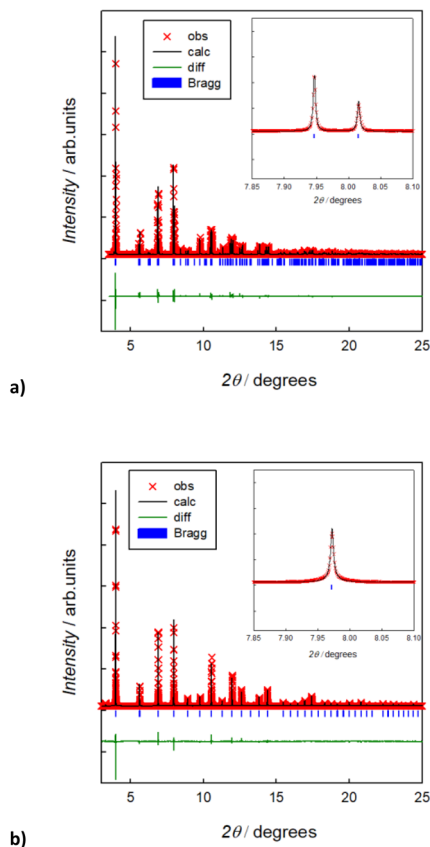 obs
calc
diff
Bragg
7.85 7.90 7.95 8.00 8.05 8.10
2θ / degrees
Intensity / arb.units
5 10 15 20 25
2θ / degrees
a)
obs
calc
diff
Bragg
7.85 7.90 7.95 8.00 8.05 8.10
2θ / degrees
Intensity / arb.units
5 10 15 20 25
2θ / degrees
b)